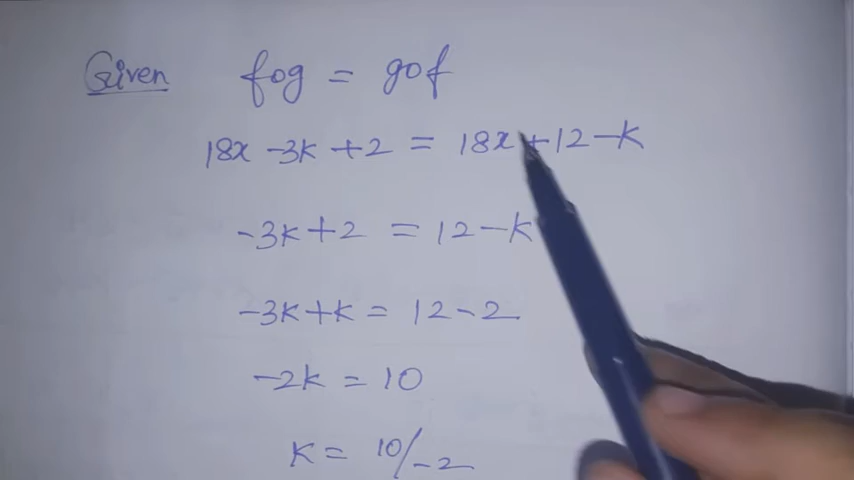 Given fog = gof
18x -3k +2 = 18x +12 -k
-3k+2 = 12-k
-3k+k = 12-2
-2k = 10
k = 10/-2